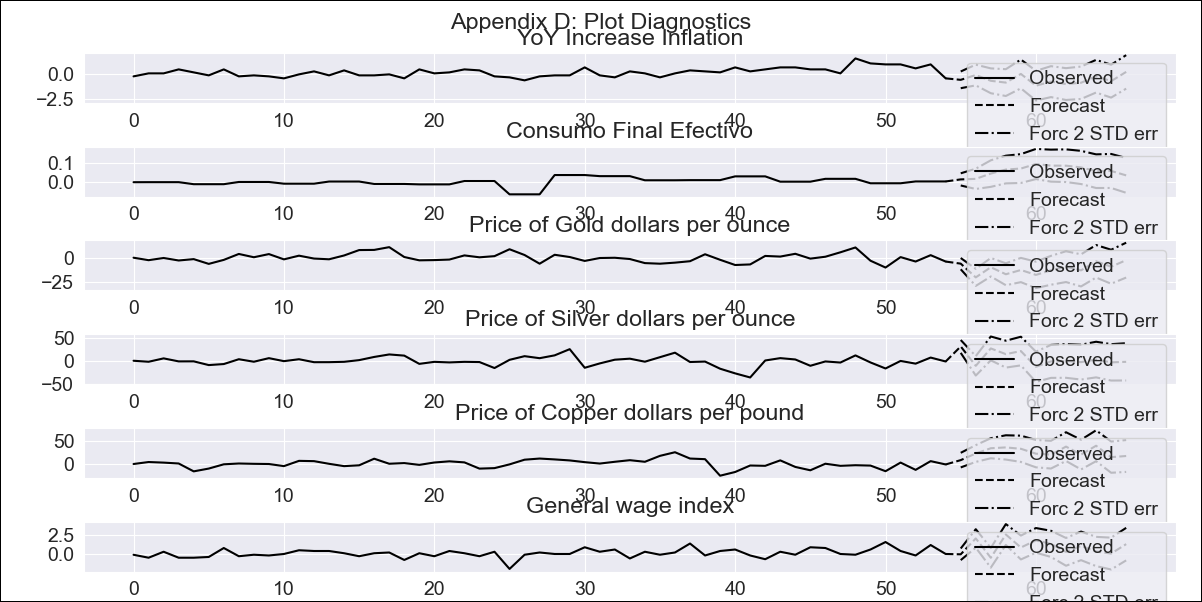 Appendix D: Plot Diagnostics
YoY Increase Inflation
0.0
−2.5
Observed
Forecast
Forc 2 STD err
0 10 20 30 40 50 60
Consumo Final Efectivo
0.1
0.0
Observed
Forecast
Forc 2 STD err
0 10 20 30 40 50 60
Price of Gold dollars per ounce
0
−25
Observed
Forecast
Forc 2 STD err
0 10 20 30 40 50 60
Price of Silver dollars per ounce
50
0
−50
Observed
Forecast
Forc 2 STD err
0 10 20 30 40 50 60
Price of Copper dollars per pound
50
0
Observed
Forecast
Forc 2 STD err
0 10 20 30 40 50 60
General wage index
2.5
0.0
Observed
Forecast
Forc 2 STD err
0 10 20 30 40 50 60